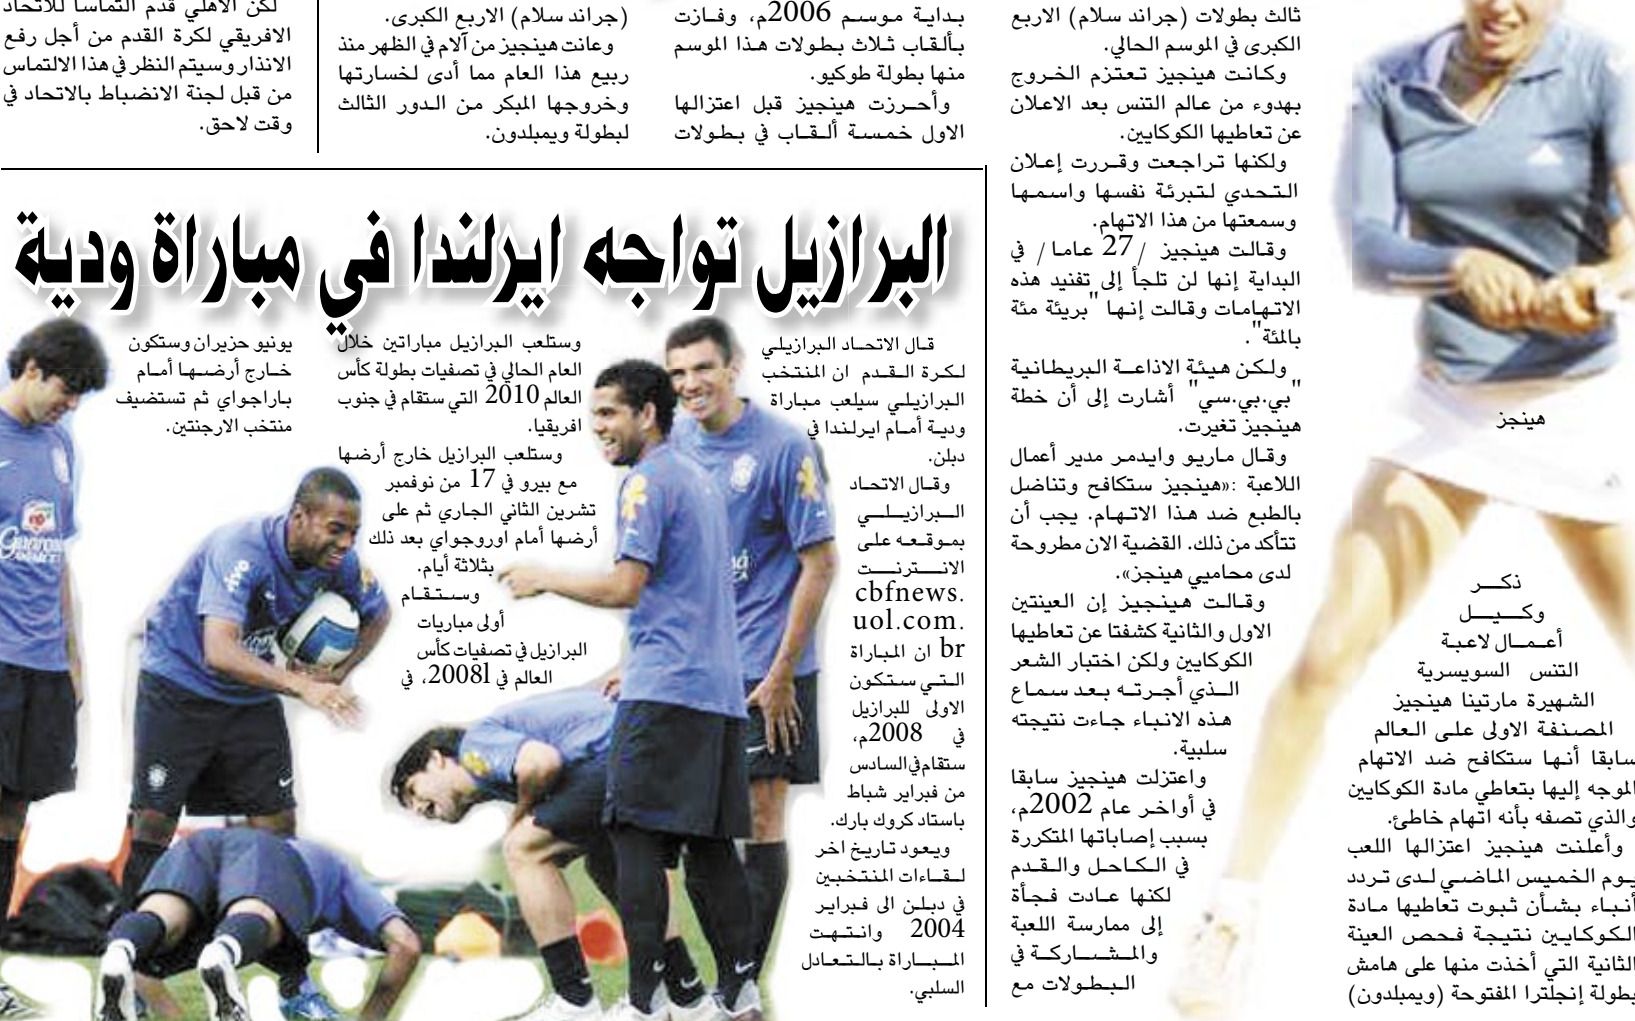 هينجز
ذكر
وكيل
أعمال لاعبة
التنس السويسرية
الشهيرة مارتينا هينجيز
المصنفة الاولى على العالم
سابقا أنها ستكافح ضد الاتهام
الموجه إليها بتعاطي مادة الكوكايين
والذي تصفه بأنه اتهام خاطئ.
وأعلنت هينجيز اعتزالها اللعب
يوم الخميس الماضي لدى تردد
أنباء بشأن ثبوت تعاطيها مادة
الكوكايين نتيجة فحص العينة
الثانية التي أخذت منها على هامش
بطولة إنجلترا المفتوحة (ويمبلدون)
ثالث بطولات (جراند سلام) الاربع
الكبرى في الموسم الحالي.
وكانت هينجيز تعتزم الخروج
بهدوء من عالم التنس بعد الاعلان
عن تعاطيها الكوكايين.
ولكنها تراجعت وقررت إعلان
التحدي لتبرئة نفسها واسمها
وسمعتها من هذا الاتهام.
وقالت هينجيز /27 عاما/ في
البداية إنها لن تلجأ إلى تفنيد هذه
الاتهامات وقالت إنها "بريئة مئة
بالمئة".
ولكن هيئة الاذاعة البريطانية
"بي.بي.سي" أشارت إلى أن خطة
هينجيز تغيرت.
وقال ماريو وايدمر مدير أعمال
اللاعبة :«هينجيز ستكافح وتناضل
بالطبع ضد هذا الاتهام. يجب أن
تتأكد من ذلك. القضية الان مطروحة
لدى محاميي هينجز».
وقالت هينجيز إن العينتين
الاول والثانية كشفتا عن تعاطيها
الكوكايين ولكن اختبار الشعر
الذي أجرته بعد سماع
هذه الانباء جاءت نتيجته
سلبية.
واعتزلت هينجيز سابقا
في أواخر عام 2002م،
بسبب إصاباتها المتكررة
في الكاحل والقدم
لكنها عادت فجأة
إلى ممارسة اللعبة
والمشاركة في
البطولات مع
بداية موسم 2006م، وفازت
بألقاب ثلاث بطولات هذا الموسم
منها بطولة طوكيو.
وأحرزت هينجيز قبل اعتزالها
الاول خمسة ألقاب في بطولات
(جراند سلام) الاربع الكبرى.
وعانت هينجيز من آلام في الظهر منذ
ربيع هذا العام مما أدى لخسارتها
وخروجها المبكر من الدور الثالث
لبطولة ويمبلدون.
لكن الاهلي قدم التماسا للاتحاد
الافريقي لكرة القدم من أجل رفع
الانذار وسيتم النظر في هذا الالتماس
من قبل لجنة الانضباط بالاتحاد في
وقت لاحق.
البرازيل تواجه ايرلندا في مباراة ودية
قال الاتحاد البرازيلي
لكرة القدم ان المنتخب
البرازيلي سيلعب مباراة
ودية أمام ايرلندا في
دبلن.
وقال الاتحاد
البرازيلي
بموقعه على
الانترنت
cbfnews.
uol.com.
br ان المباراة
التي ستكون
الاولى للبرازيل
في 2008م،
ستقام في السادس
من فبراير شباط
باستاد كروك بارك.
ويعود تاريخ اخر
لقاءات المنتخبين
في دبلن الى فبراير
2004 وانتهت
المباراة بالتعادل
السلبي.
وستلعب البرازيل مباراتين خلال
العام الحالي في تصفيات بطولة كأس
العالم 2010 التي ستقام في جنوب
افريقيا.
وستلعب البرازيل خارج أرضها
مع بيرو في 17 من نوفمبر
تشرين الثاني الجاري ثم على
أرضها أمام اوروجواي بعد ذلك
بثلاثة أيام.
وستقام
أولى مباريات
البرازيل في تصفيات كأس
العالم في 2008l، في
يونيو حزيران وستكون
خارج أرضها أمام
باراجواي ثم تستضيف
منتخب الارجنتين.